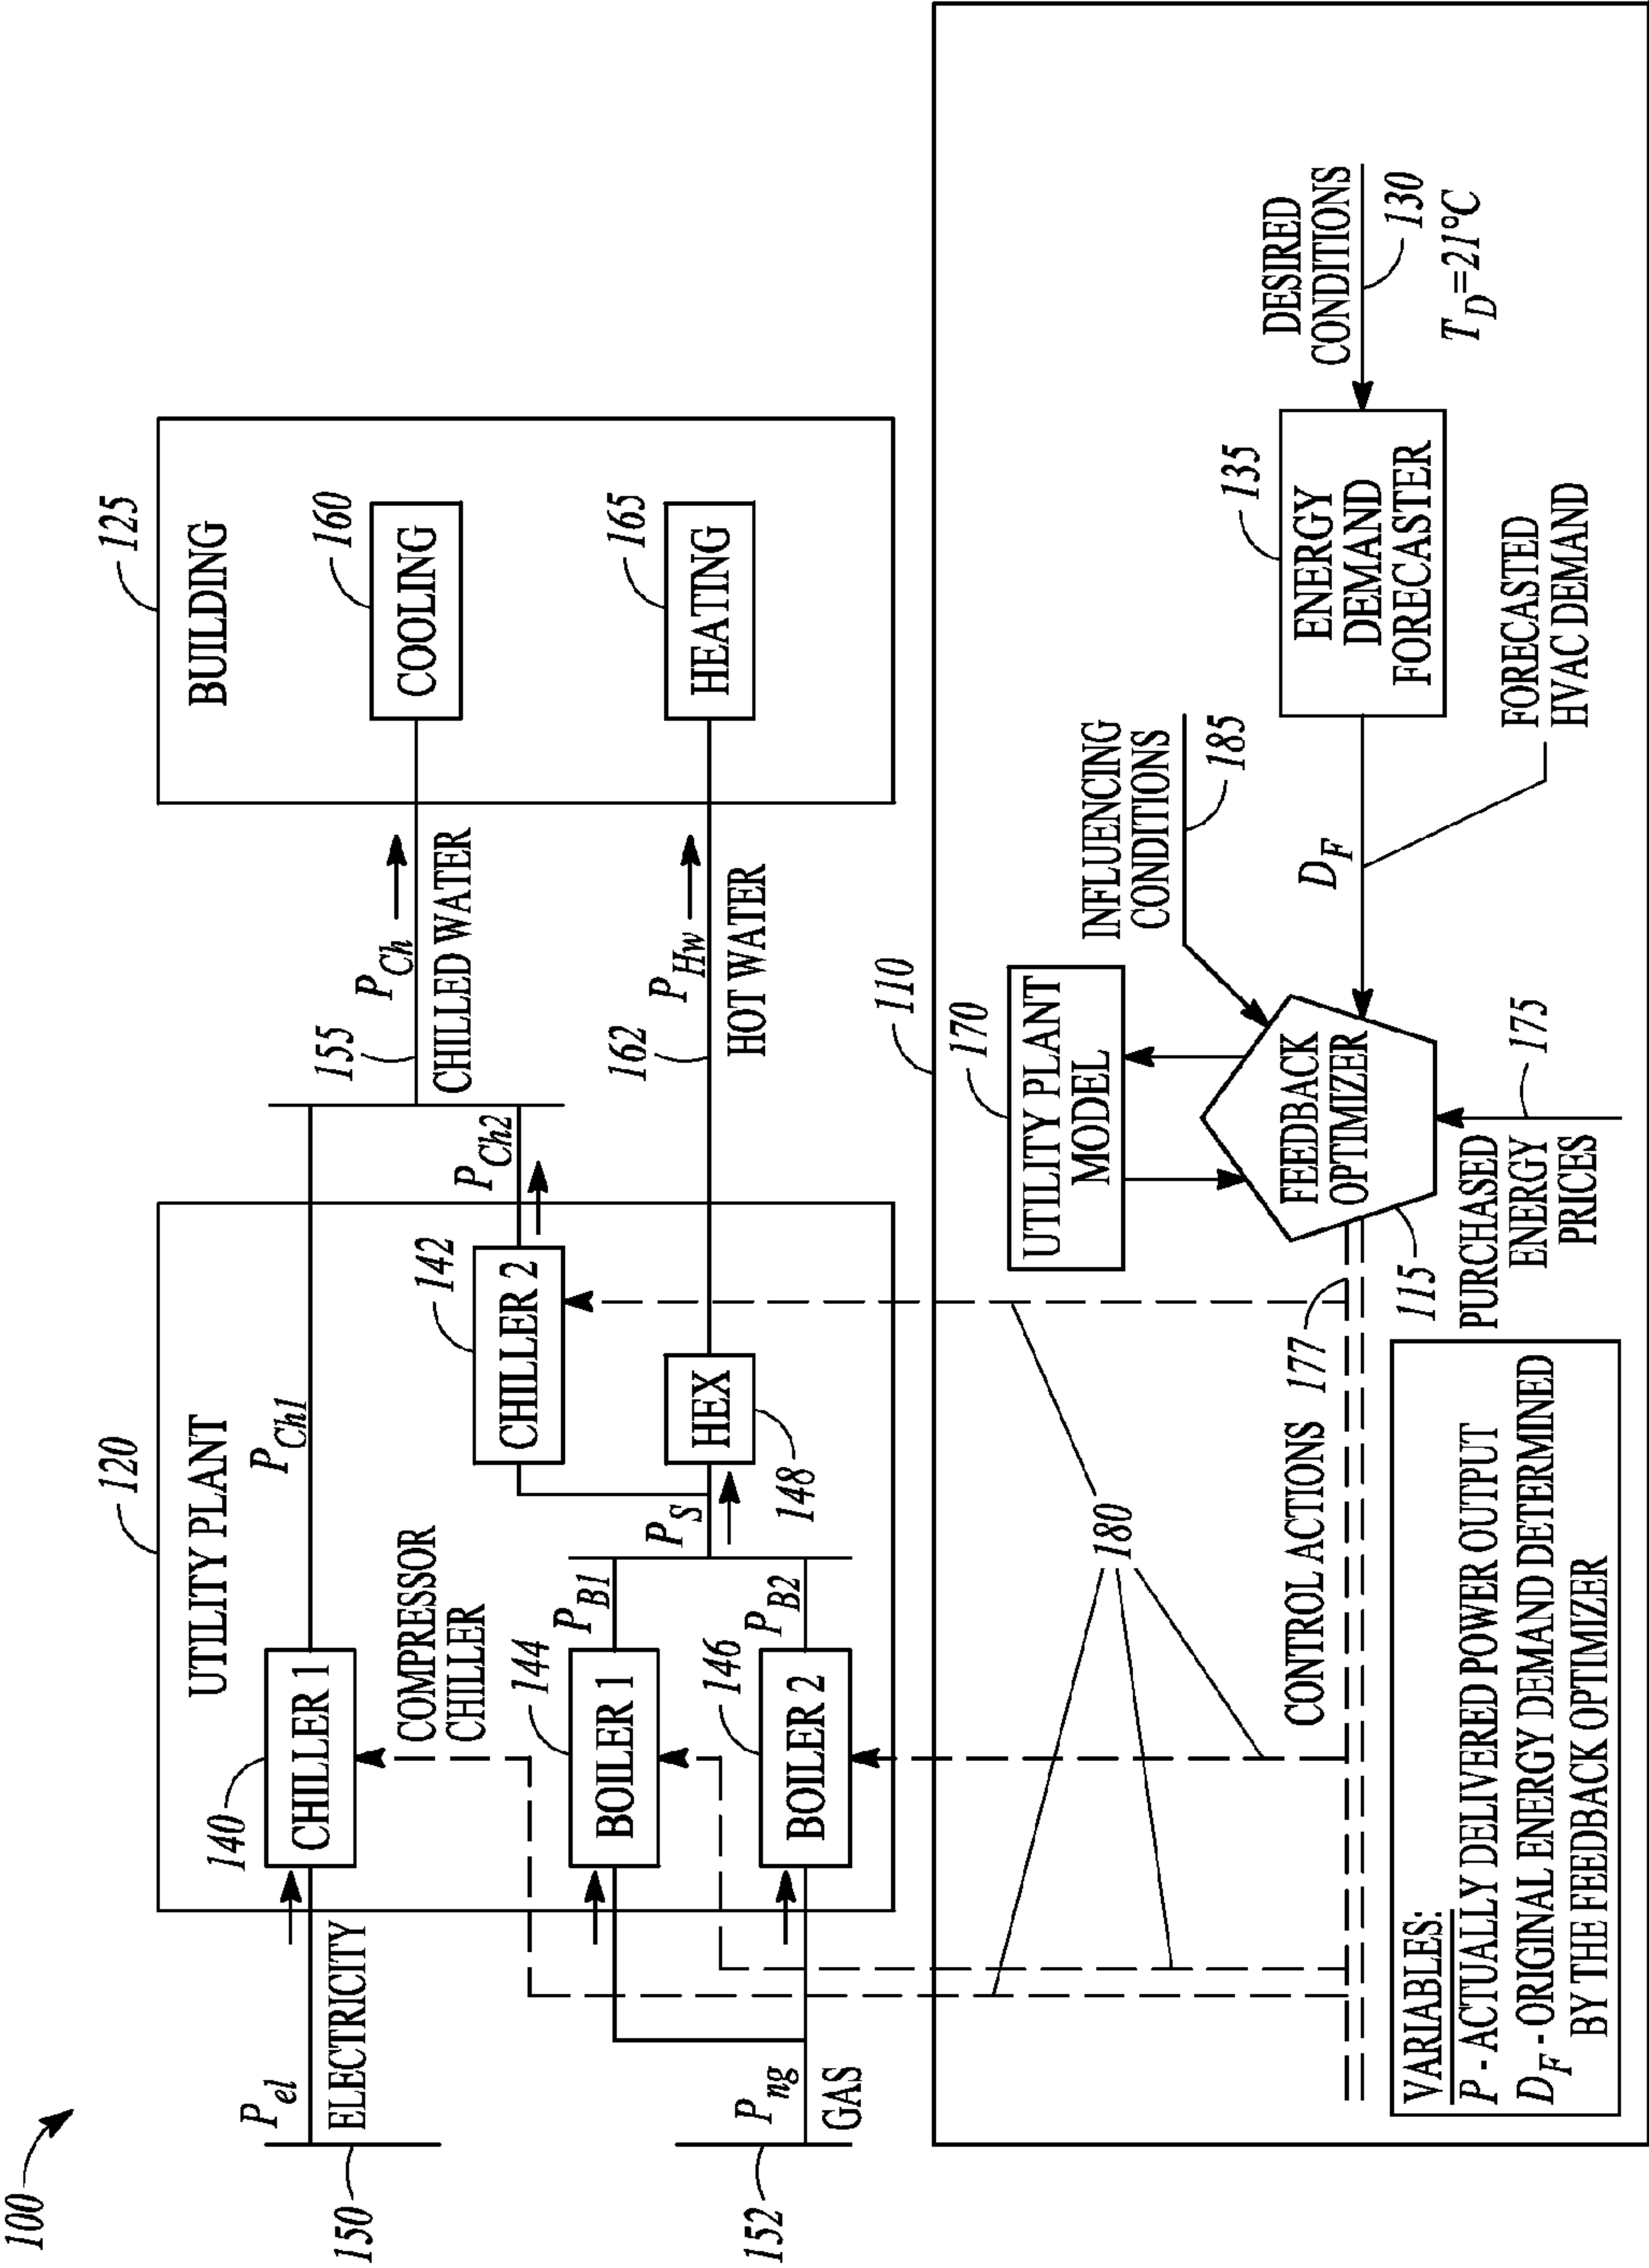 100
120
UTILITY PLANT
125
BUILDING
140
P_el
ELECTRICITY
150
CHILLER 1
P_Ch1
COMPRESSOR
CHILLER
142
CHILLER 2
P_Ch2
155
P_Ch
CHILLED WATER
160
COOLING
144
BOILER 1
P_B1
146
BOILER 2
P_B2
P_S
HEX
148
162
P_Hw
HOT WATER
165
HEATING
P_ng
GAS
152
110
180
170
UTILITY PLANT
MODEL
INFLUENCING
CONDITIONS
185
DESIRED
CONDITIONS
130
T_D=21°C
135
ENERGY
DEMAND
FORECASTER
D_F
FORECASTED
HVAC DEMAND
FEEDBACK
OPTIMIZER
115
CONTROL ACTIONS
177
175
PURCHASED
ENERGY
PRICES
VARIABLES:
P - ACTUALLY DELIVERED POWER OUTPUT
D_F - ORIGINAL ENERGY DEMAND DETERMINED
BY THE FEEDBACK OPTIMIZER